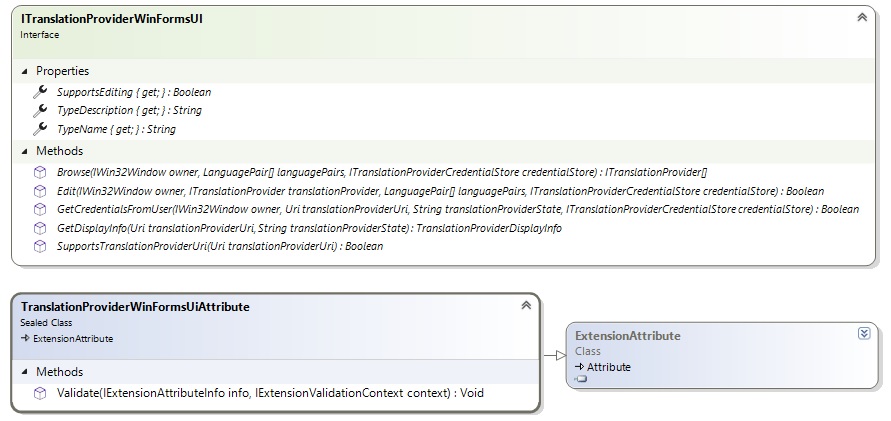 ITranslationProviderWinFormsUI
Interface
Properties
SupportsEditing { get; } : Boolean
TypeDescription { get; } : String
TypeName { get; } : String
Methods
Browse(IWin32Window owner, LanguagePair[] languagePairs, ITranslationProviderCredentialStore credentialStore) : ITranslationProvider[]
Edit(IWin32Window owner, ITranslationProvider translationProvider, LanguagePair[] languagePairs, ITranslationProviderCredentialStore credentialStore) : Boolean
GetCredentialsFromUser(IWin32Window owner, Uri translationProviderUri, String translationProviderState, ITranslationProviderCredentialStore credentialStore) : Boolean
GetDisplayInfo(Uri translationProviderUri, String translationProviderState) : TranslationProviderDisplayInfo
SupportsTranslationProviderUri(Uri translationProviderUri) : Boolean
TranslationProviderWinFormsUiAttribute
Sealed Class
ExtensionAttribute
Methods
Validate(IExtensionAttributeInfo info, IExtensionValidationContext context) : Void
ExtensionAttribute
Class
Attribute